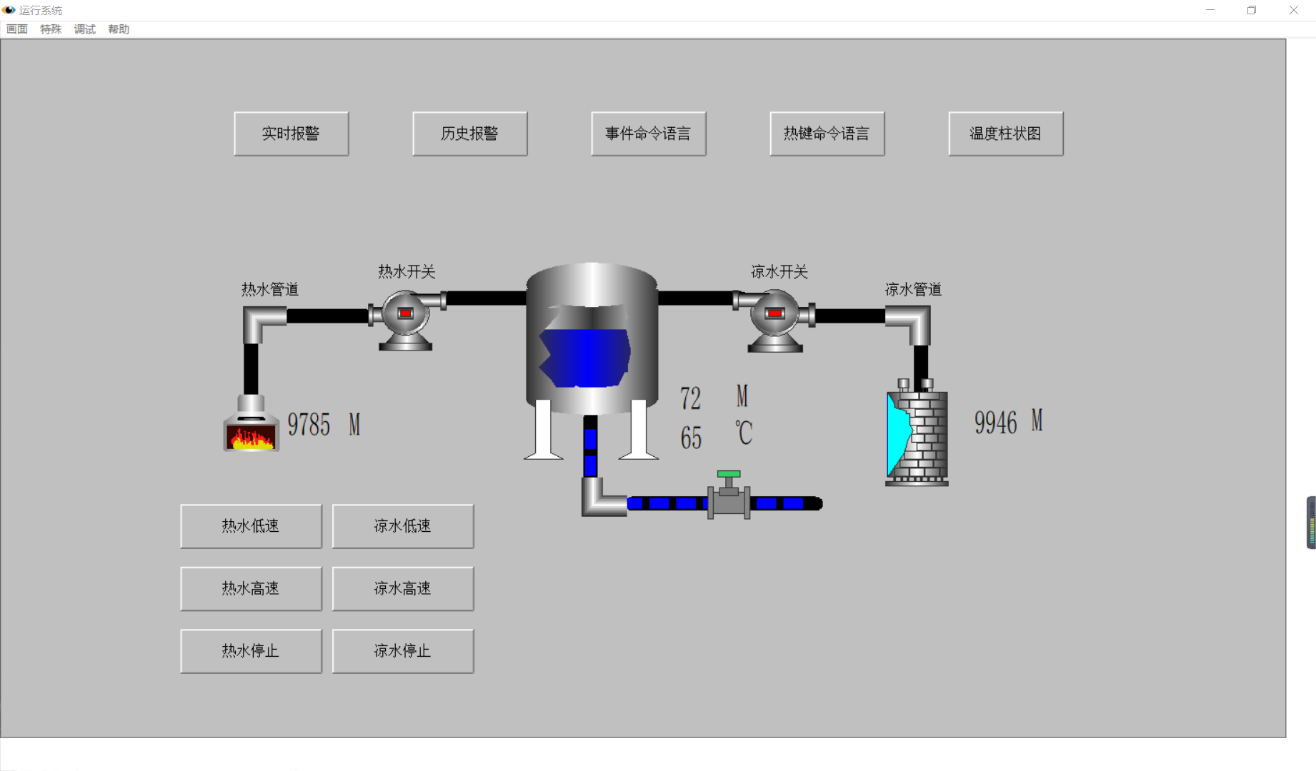 运行系统
画面 特殊 调试 帮助
实时报警 历史报警 事件命令语言 热键命令语言 温度柱状图
热水开关 凉水开关
热水管道 凉水管道
72 M
9785 M 9946 M
65 ℃
热水低速 凉水低速
热水高速 凉水高速
热水停止 凉水停止